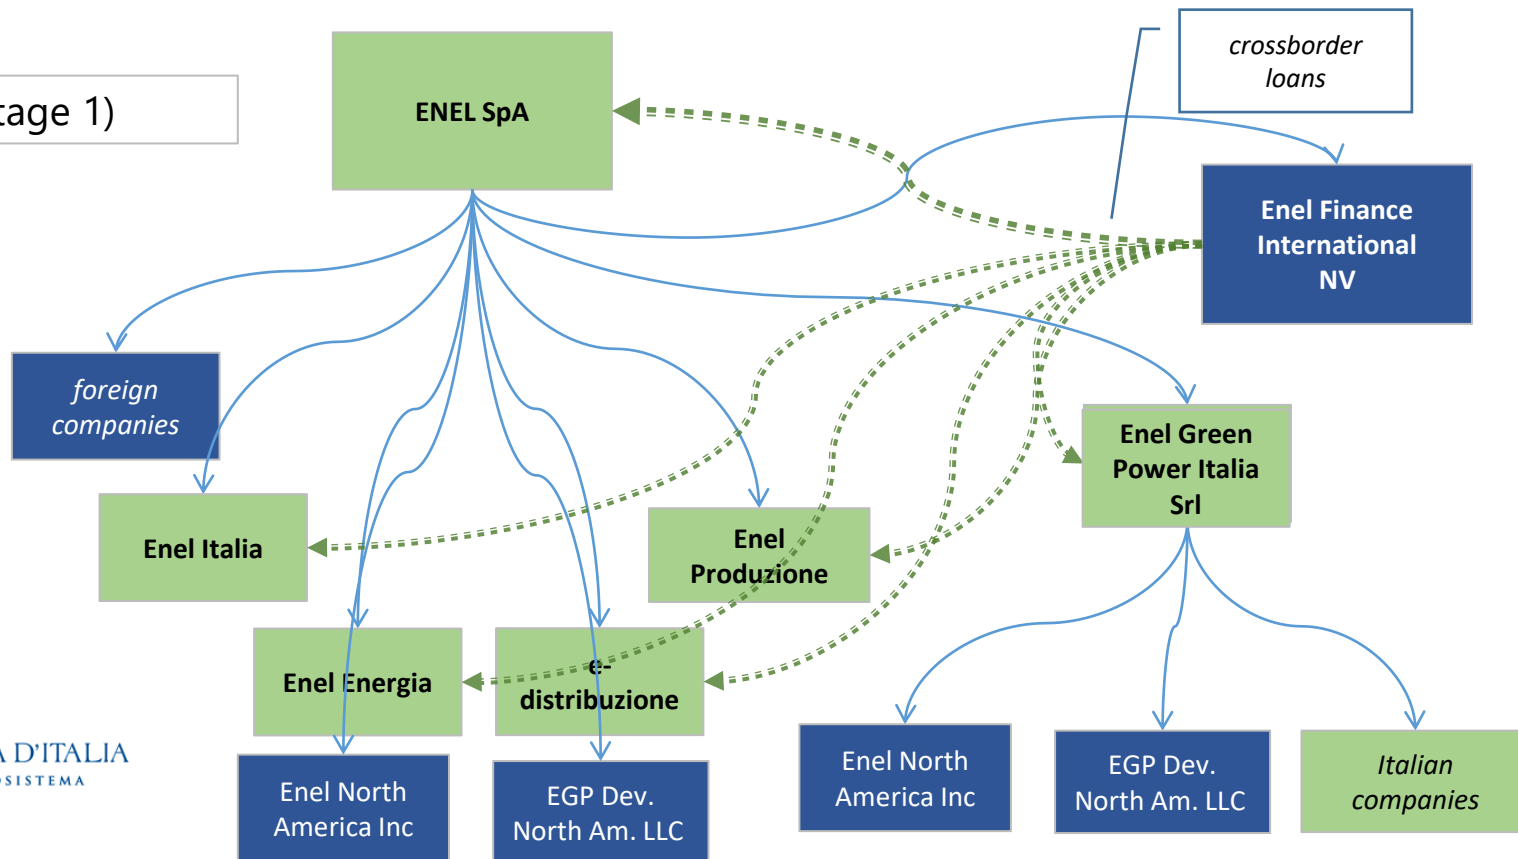 crossborder
loans
tage 1)
ENEL SpA
Enel Finance
International
NV
foreign
companies
Enel Green
Power Italia
Srl
Enel Italia
Enel
Produzione
Enel Energia
e-
distribuzione
A D'ITALIA
OSISTEMA
Enel North
America Inc
EGP Dev.
North Am. LLC
Enel North
America Inc
EGP Dev.
North Am. LLC
Italian
companies